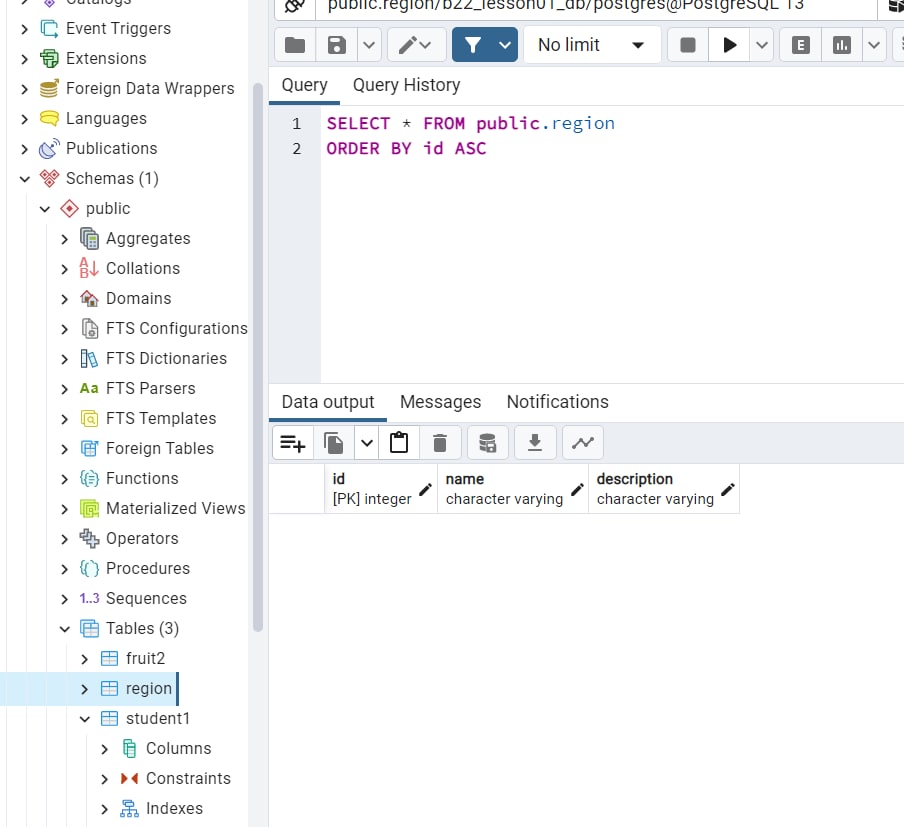 Catalogs
Event Triggers
Extensions
Foreign Data Wrappers
Languages
Publications
Schemas (1)
public
Aggregates
Collations
Domains
FTS Configurations
FTS Dictionaries
Aa FTS Parsers
FTS Templates
Foreign Tables
Functions
Materialized Views
Operators
Procedures
1..3 Sequences
Tables (3)
fruit2
region
student1
Columns
Constraints
Indexes
public.region/b22_lesson01_db/postgres@PostgreSQL 13
No limit
E
Query Query History
1 SELECT * FROM public.region
2 ORDER BY id ASC
Data output Messages Notifications
id name description
[PK] integer character varying character varying